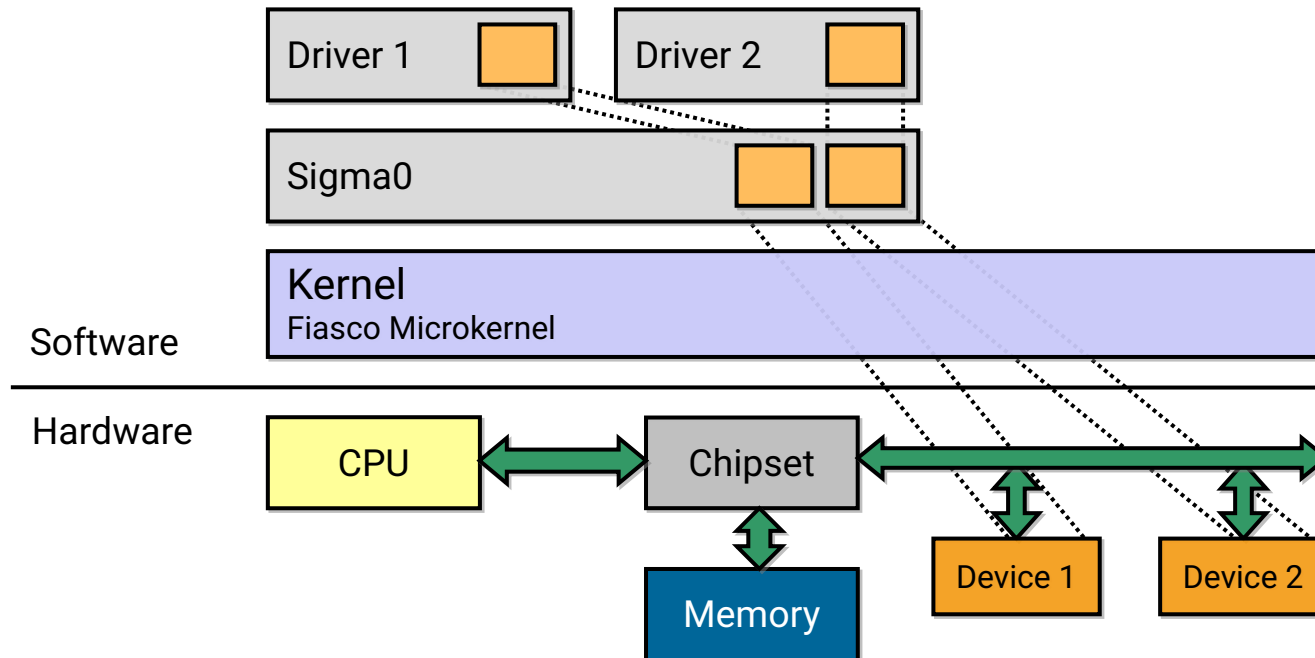 Driver 1
Driver 2
Sigma0
Kernel
Fiasco Microkernel
Software
Hardware
CPU
Chipset
Device 1
Device 2
Memory